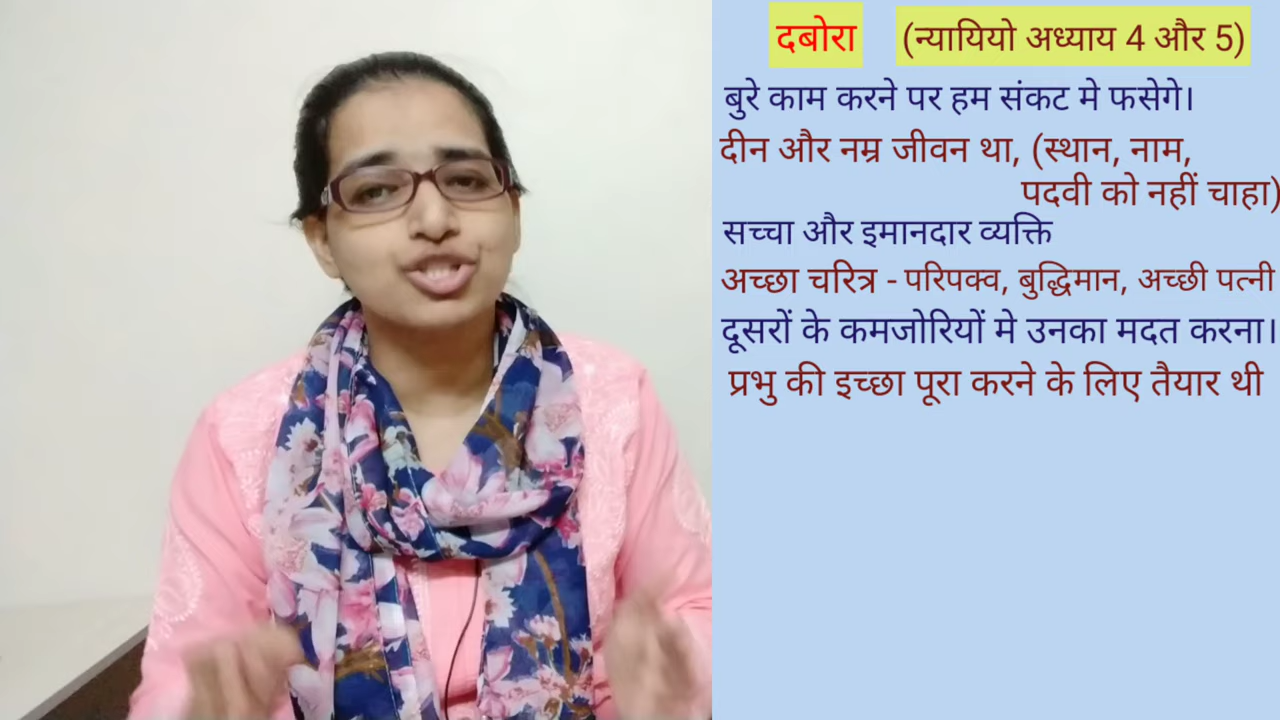 दबोरा (न्यायियो अध्याय 4 और 5)
बुरे काम करने पर हम संकट मे फसेगे।
दीन और नम्र जीवन था, (स्थान, नाम,
पदवी को नहीं चाहा)
सच्चा और इमानदार व्यक्ति
अच्छा चरित्र - परिपक्व, बुद्धिमान, अच्छी पत्नी
दूसरों के कमजोरियों मे उनका मदत करना।
प्रभु की इच्छा पूरा करने के लिए तैयार थी